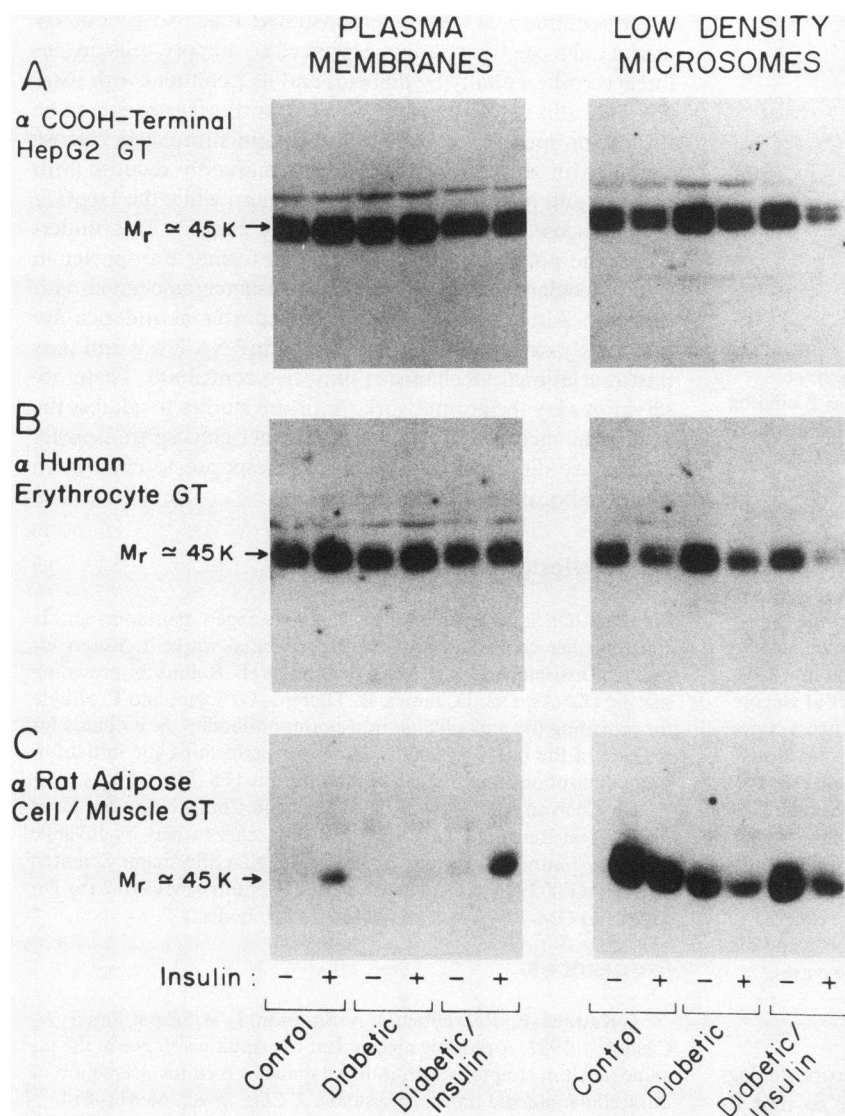 PLASMA MEMBRANES
LOW DENSITY MICROSOMES
A
α COOH-Terminal
HepG2 GT
Mr ≃ 45K →
B
α Human
Erythrocyte GT
Mr ≃ 45K →
C
α Rat Adipose
Cell / Muscle GT
Mr ≃ 45K →
Insulin : − + − + − + − + − + − +
Control Diabetic Diabetic/ Insulin Control Diabetic Diabetic/ Insulin